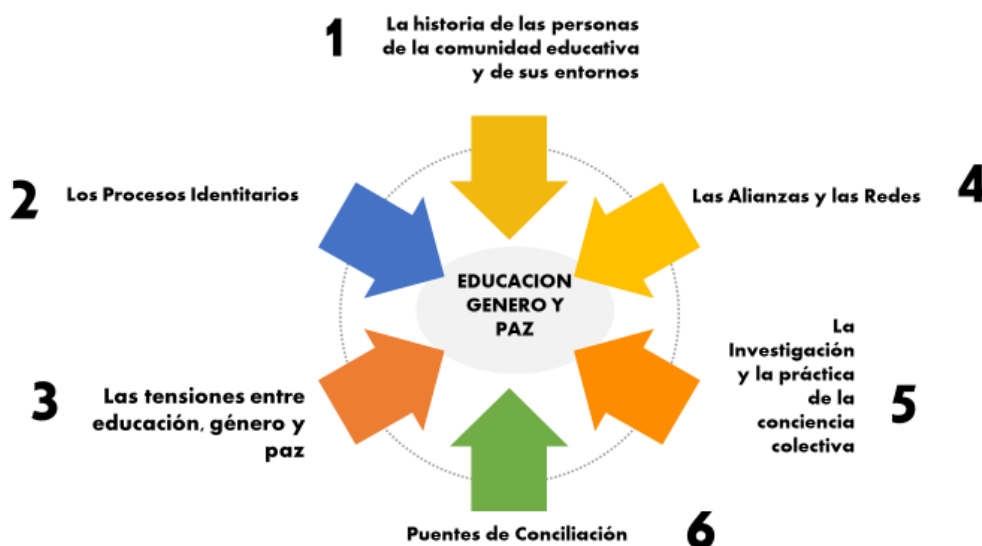 1
La historia de las personas
de la comunidad educativa
y de sus entornos
2
Los Procesos Identitarios
Las Alianzas y las Redes
4
EDUCACION
GENERO Y
PAZ
3
Las tensiones entre
educación, género y
paz
La
Investigación
y la práctica
de la
conciencia
colectiva
5
Puentes de Conciliación
6